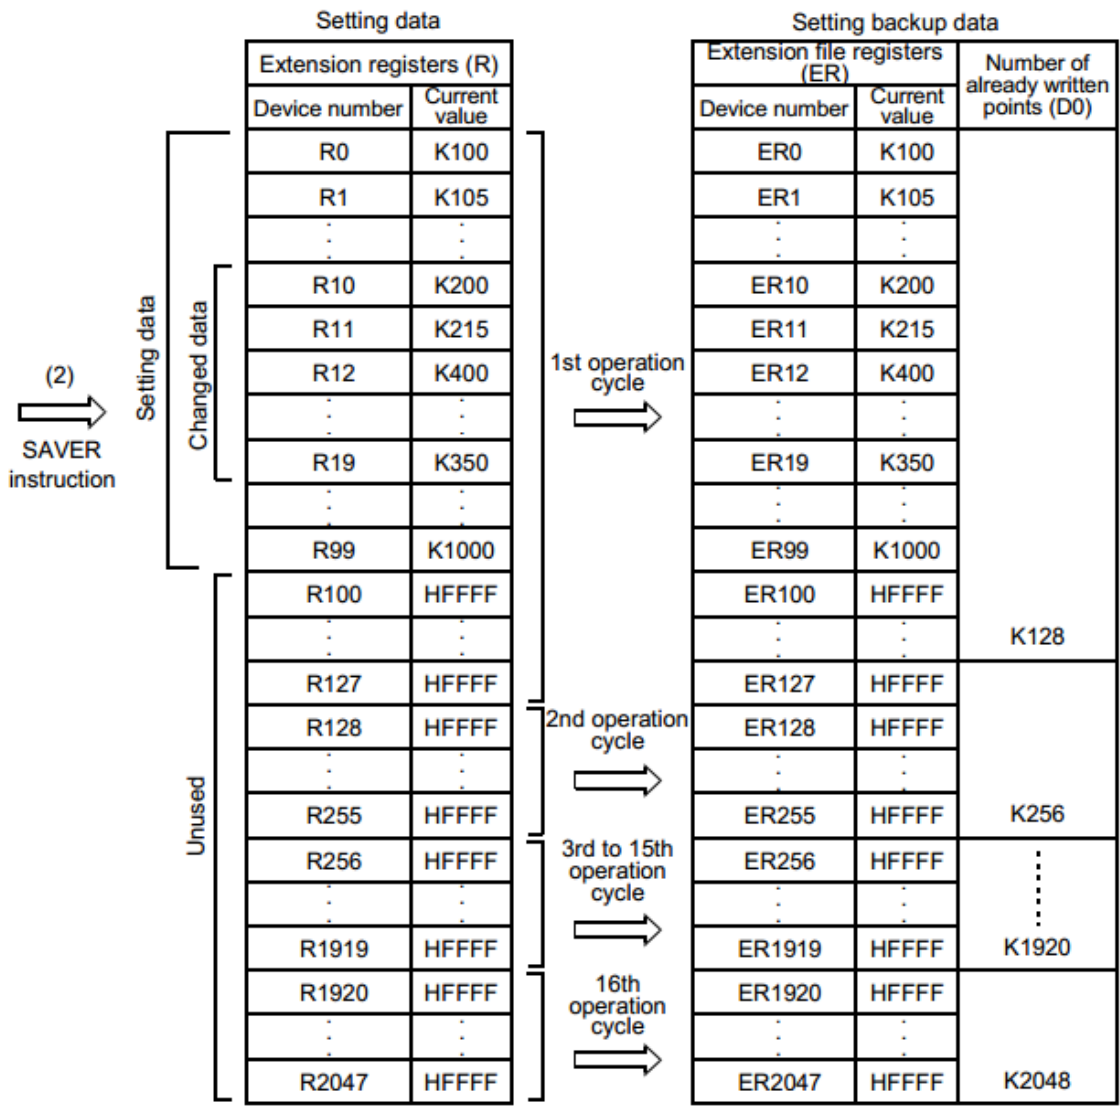 Setting data
Setting backup data
Extension registers (R)
Extension file registers
(ER)
Number of
already written
points (D0)
Device number
Current
value
Device number
Current
value
R0 K100 ER0 K100
R1 K105 ER1 K105
R10 K200 ER10 K200
R11 K215 ER11 K215
R12 K400 ER12 K400
R19 K350 ER19 K350
R99 K1000 ER99 K1000
R100 HFFFF ER100 HFFFF
K128
R127 HFFFF ER127 HFFFF
R128 HFFFF ER128 HFFFF
R255 HFFFF ER255 HFFFF K256
R256 HFFFF ER256 HFFFF
R1919 HFFFF ER1919 HFFFF K1920
R1920 HFFFF ER1920 HFFFF
R2047 HFFFF ER2047 HFFFF K2048
(2)
SAVER
instruction
Setting data
Changed data
Unused
1st operation
cycle
2nd operation
cycle
3rd to 15th
operation
cycle
16th
operation
cycle